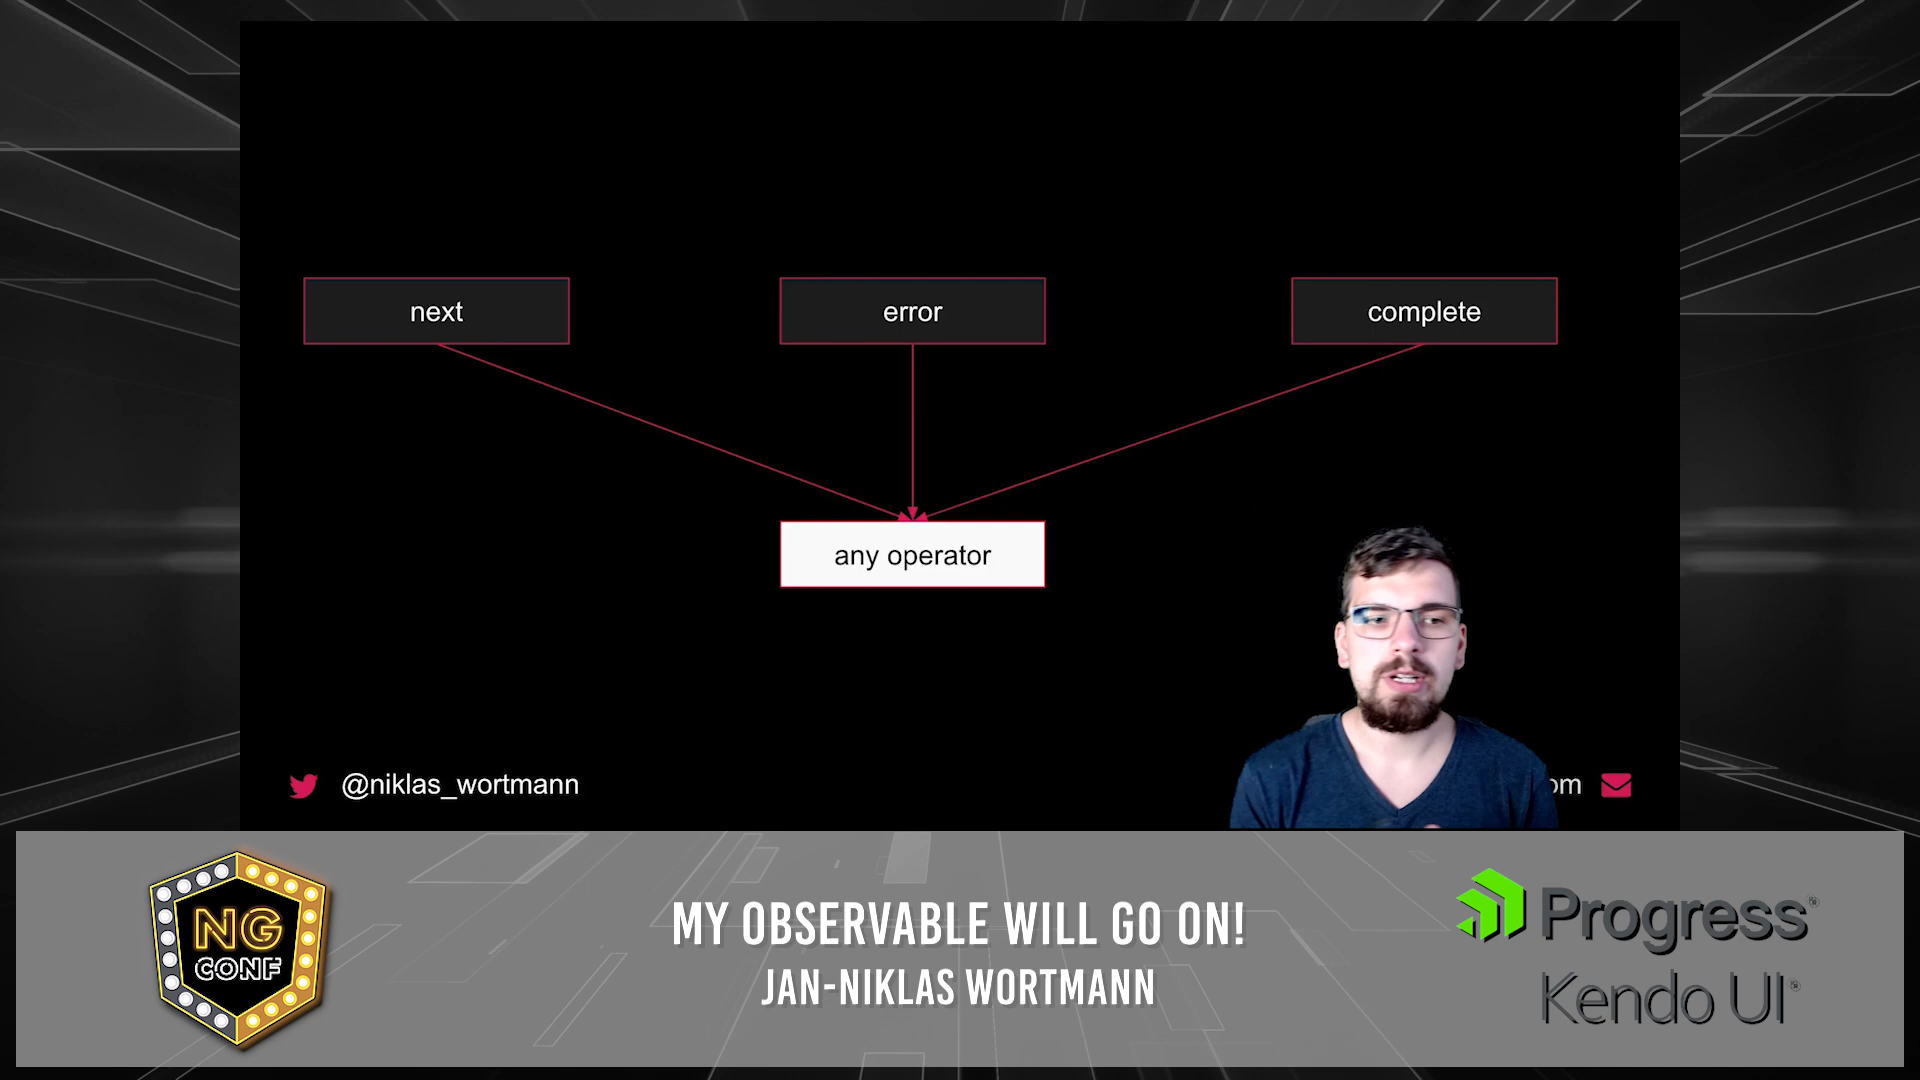 next
error
complete
any operator
@niklas_wortmann
om
NG
CONF
MY OBSERVABLE WILL GO ON!
JAN-NIKLAS WORTMANN
Progress®
Kendo UI®